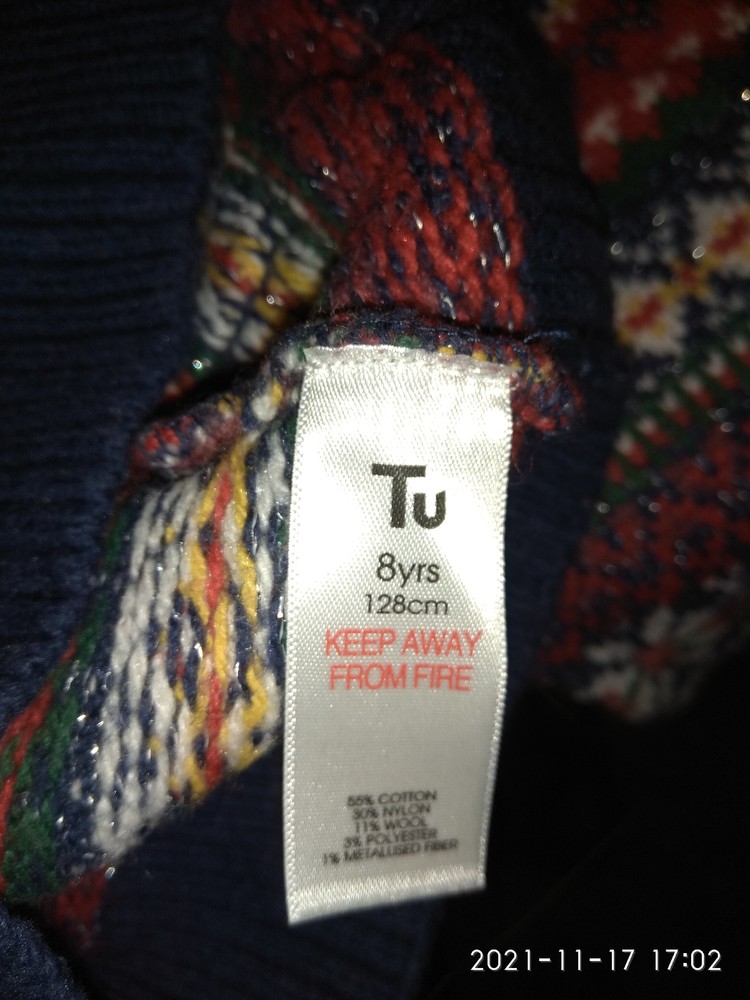 Tu
8yrs
128cm
KEEP AWAY
FROM FIRE
55% COTTON
30% NYLON
11% WOOL
3% POLYESTER
1% METALLISED FIBER
2021-11-17 17:02